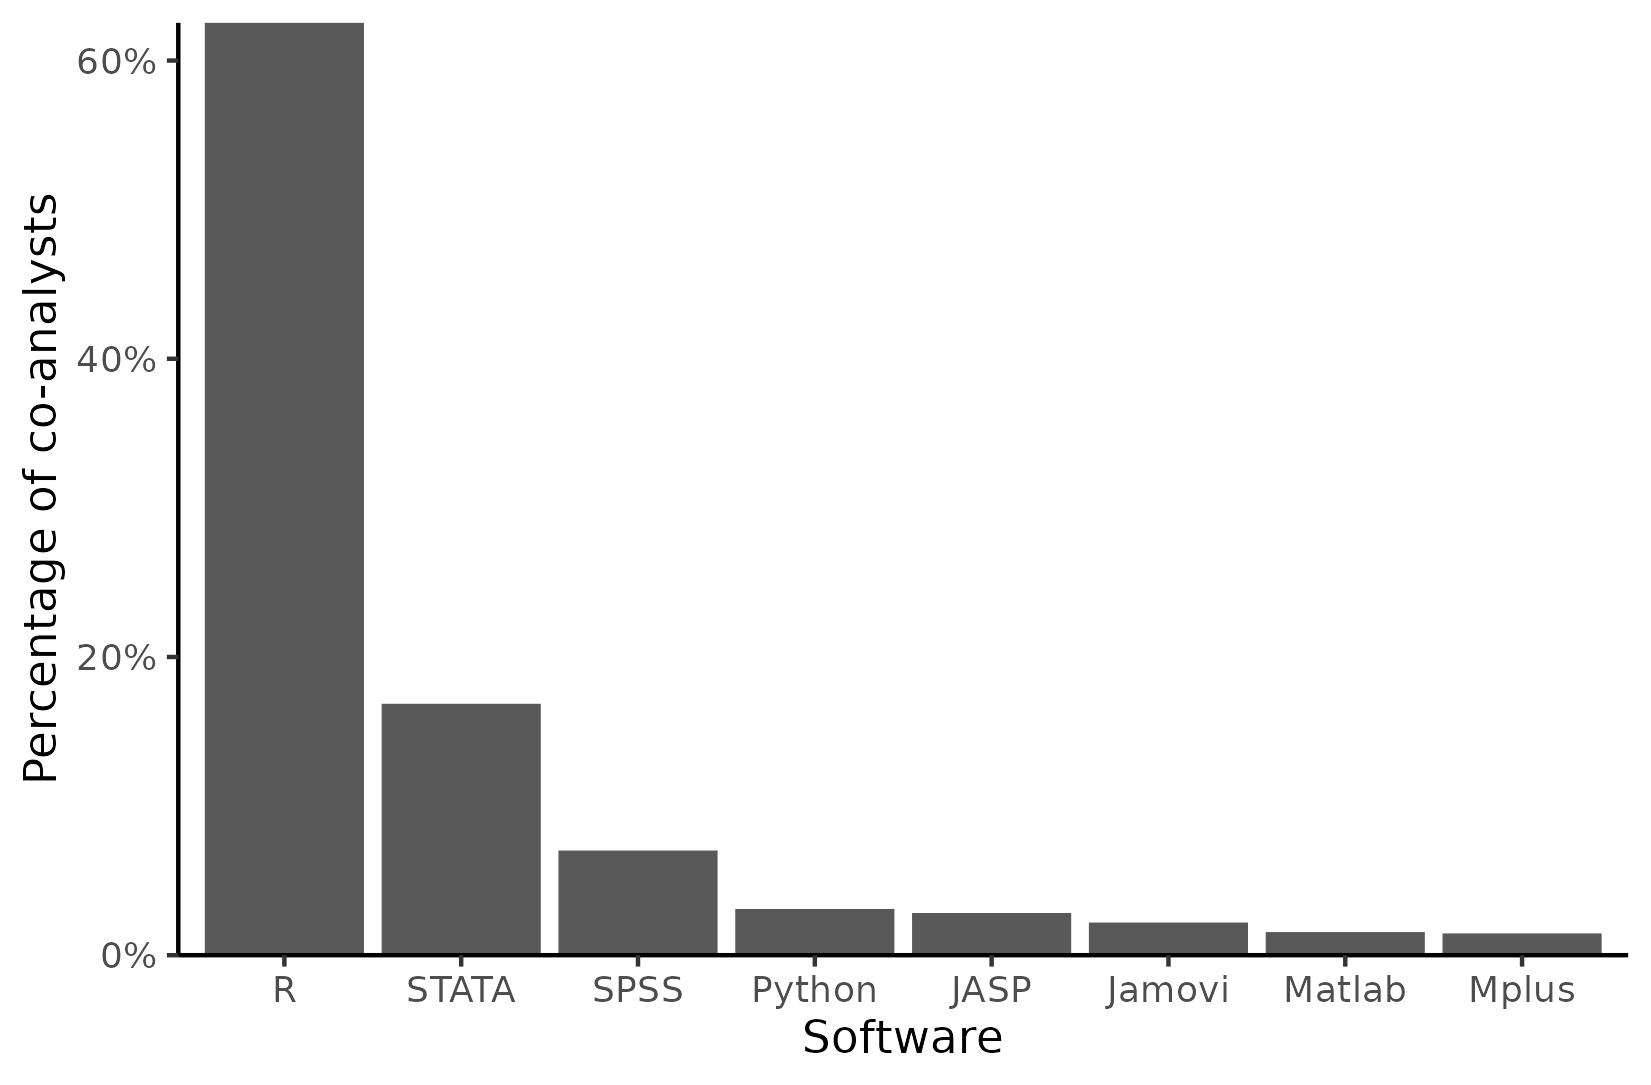 60%
40%
20%
0%
Percentage of co-analysts
R STATA SPSS Python JASP Jamovi Matlab Mplus
Software